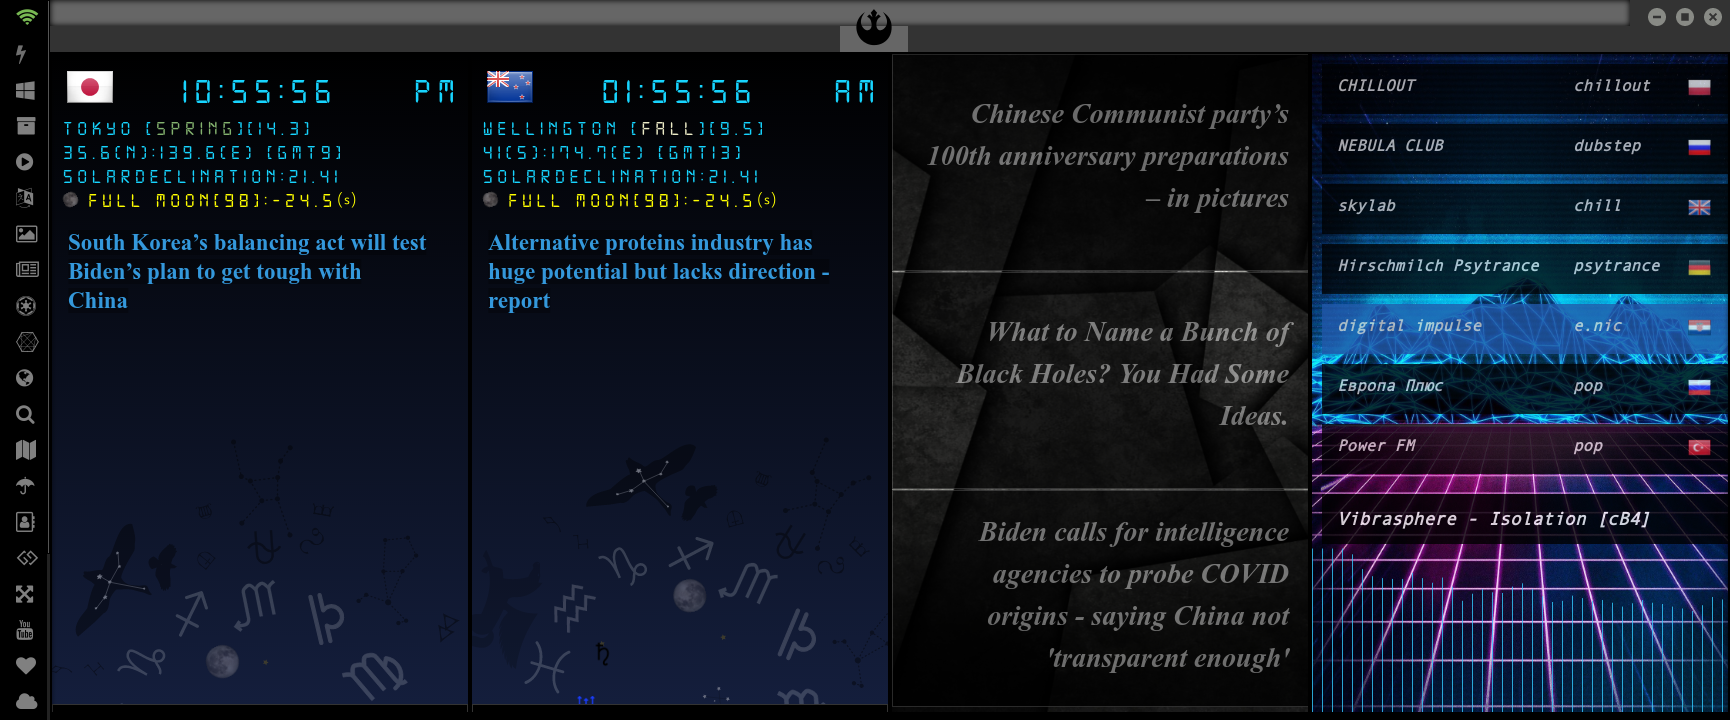 10:55:56 PM
TOKYO [SPRING][14.3]
35.6(N):139.6(E) [GMT9]
SOLARDECLINATION:21.41
FULL MOON[98]:-24.5(s)
South Korea’s balancing act will test
Biden’s plan to get tough with
China
01:55:56 AM
WELLINGTON [FALL][9.5]
41(S):174.7(E) [GMT13]
SOLARDECLINATION:21.41
FULL MOON[98]:-24.5(s)
Alternative proteins industry has
huge potential but lacks direction -
report
Chinese Communist party’s
100th anniversary preparations
– in pictures
What to Name a Bunch of
Black Holes? You Had Some
Ideas.
Biden calls for intelligence
agencies to probe COVID
origins - saying China not
'transparent enough'
CHILLOUT chillout
NEBULA CLUB dubstep
skylab chill
Hirschmilch Psytrance psytrance
digital impulse e.nic
Европа Плюс pop
Power FM pop
Vibrasphere - Isolation [cB4]
You
Tube